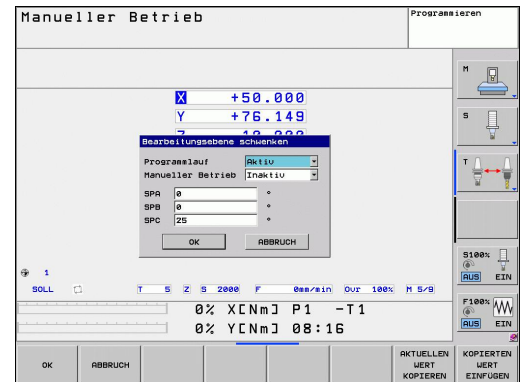 Manueller Betrieb
Programmieren
M
X +50.000
Y +76.149
S
Bearbeitungsebene schwenken
Programmlauf Aktiv
Manueller Betrieb Inaktiv
SPA 0 °
SPB 0 °
SPC 25 °
OK ABBRUCH
T
S100%
AUS EIN
1
SOLL T 5 Z S 2000 F 0mm/min Ovr 100% M 5/9
0% X[Nm] P1 -T1
0% Y[Nm] 08:16
F100%
AUS EIN
OK
ABBRUCH
AKTUELLEN
WERT
KOPIEREN
KOPIERTEN
WERT
EINFÜGEN